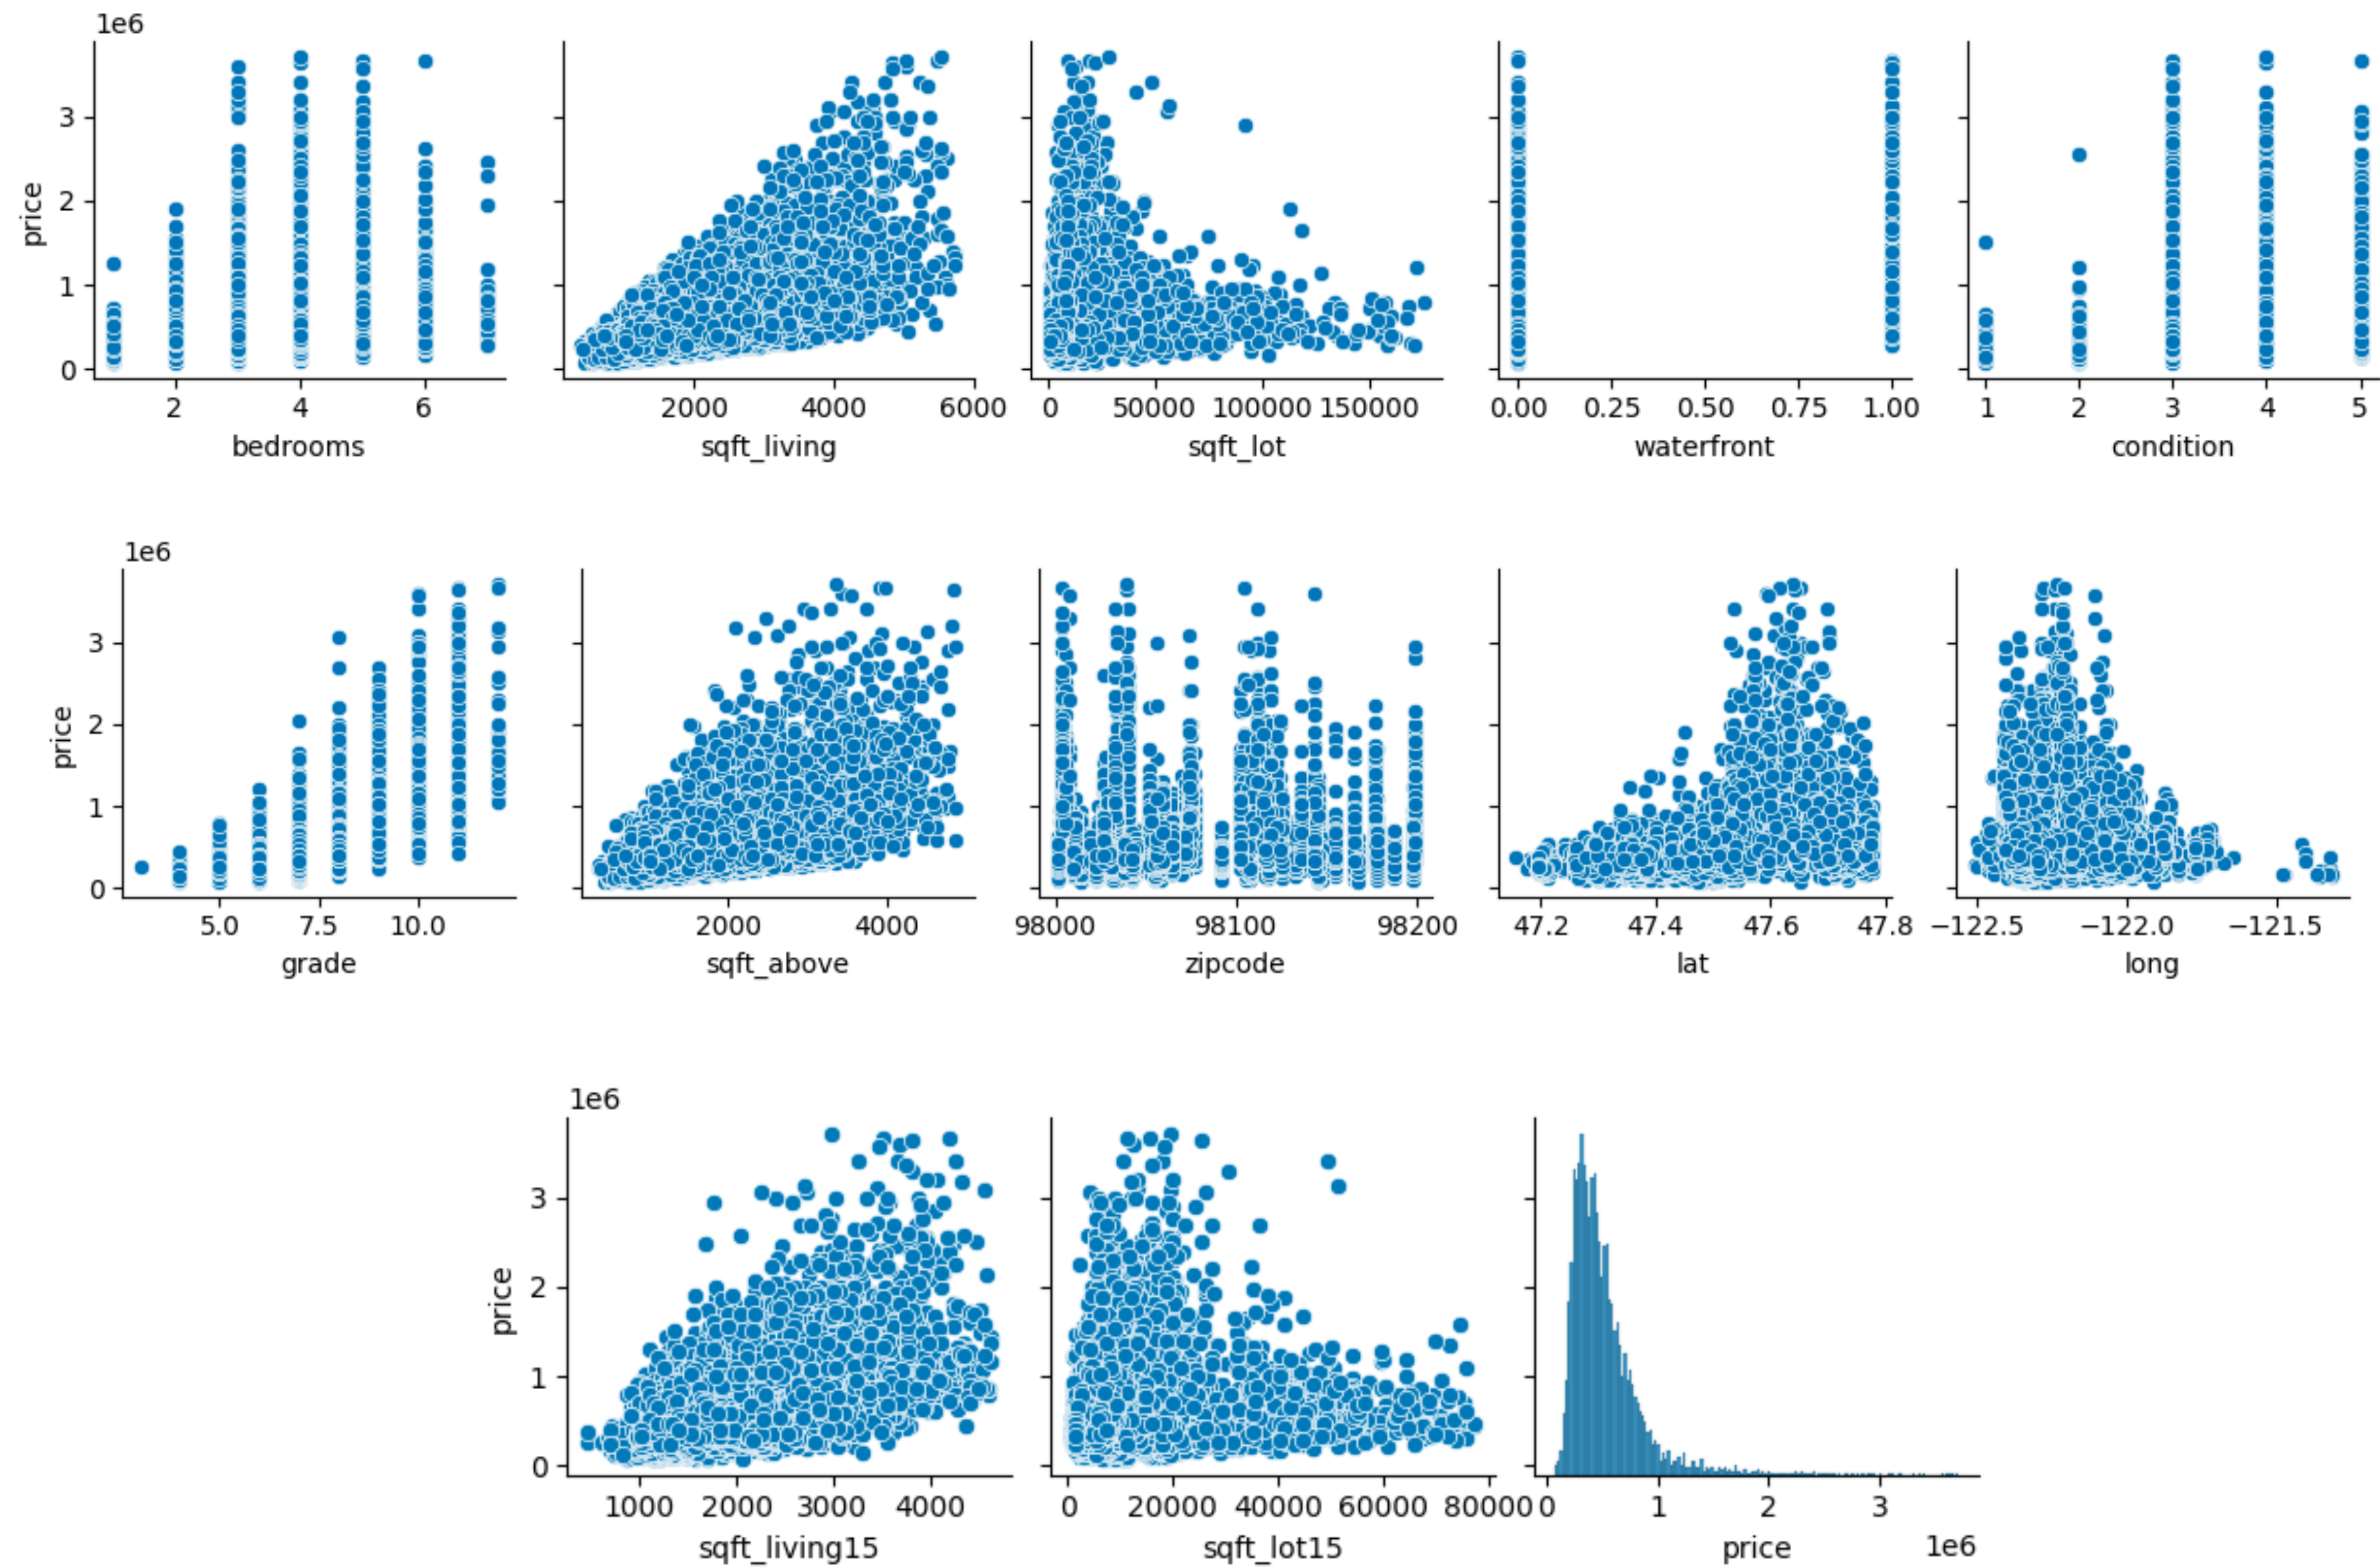 1e6
3
2
1
0
price
2 4 6 2000 4000 6000 0 50000 100000 150000 0.00 0.25 0.50 0.75 1.00 1 2 3 4 5
bedrooms sqft_living sqft_lot waterfront condition
1e6
3
2
1
0
price
5.0 7.5 10.0 2000 4000 98000 98100 98200 47.2 47.4 47.6 47.8 −122.5 −122.0 −121.5
grade sqft_above zipcode lat long
1e6
3
2
1
0
price
1000 2000 3000 4000 0 20000 40000 60000 80000 0 1 2 3
sqft_living15 sqft_lot15 price 1e6